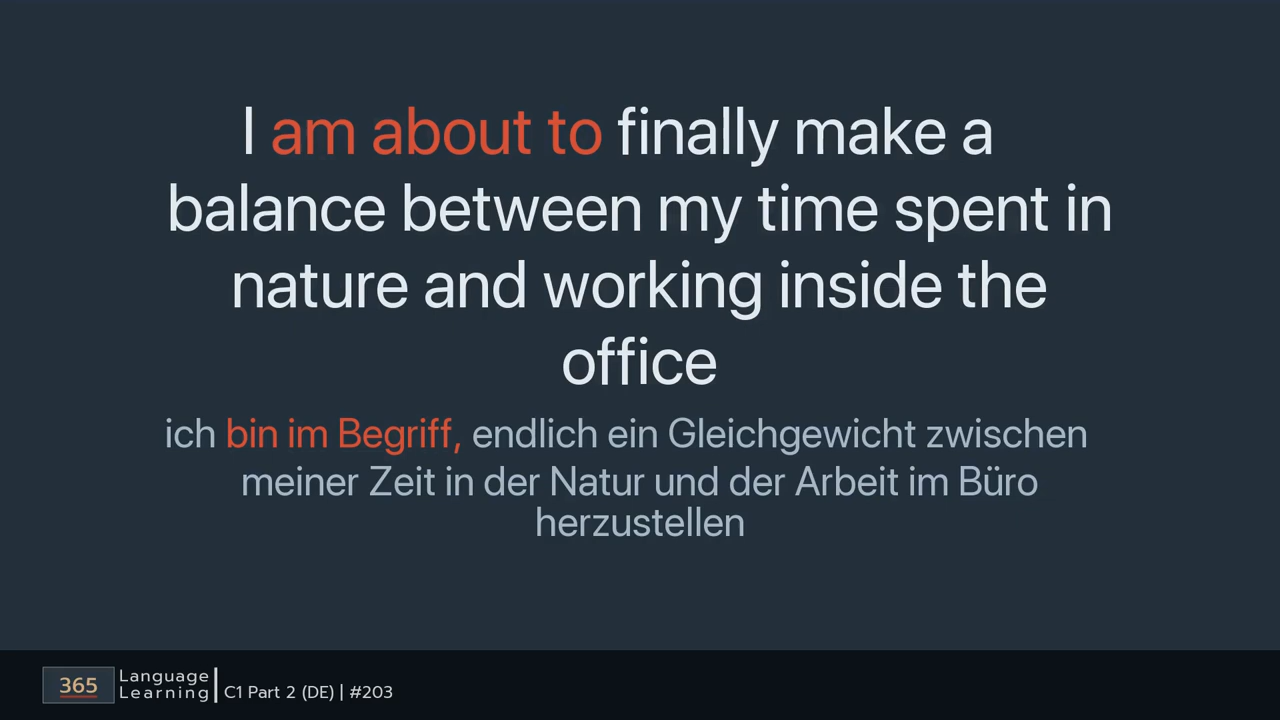 I am about to finally make a
balance between my time spent in
nature and working inside the
office
ich bin im Begriff, endlich ein Gleichgewicht zwischen
meiner Zeit in der Natur und der Arbeit im Büro
herzustellen
365
Language
Learning
C1 Part 2 (DE) | #203